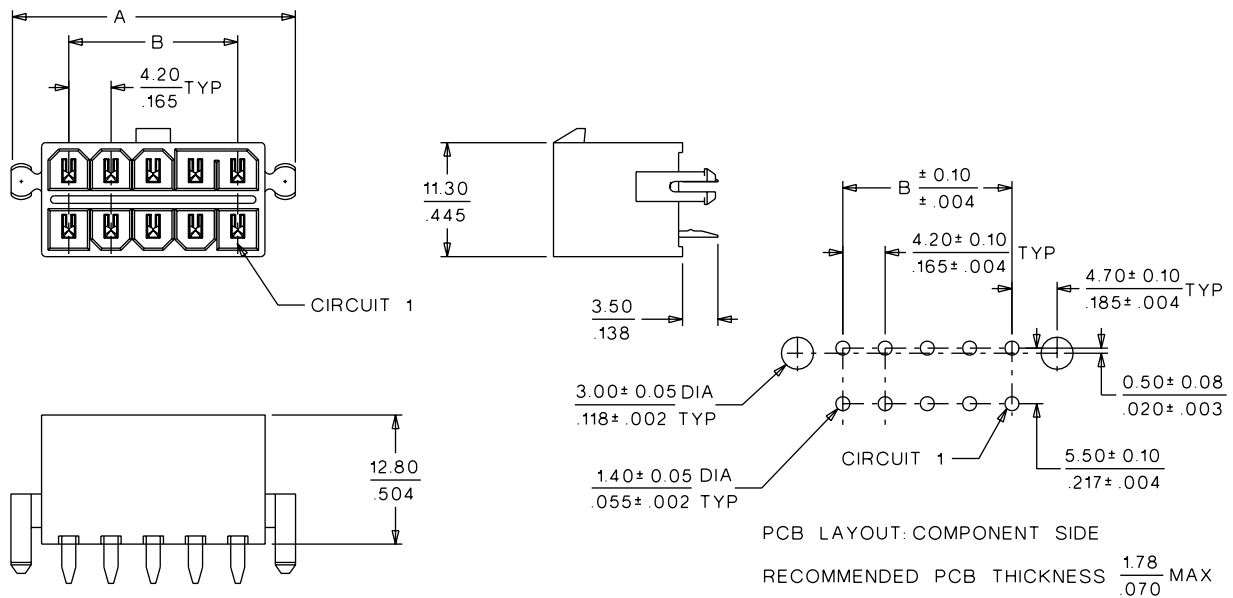 A
B
4.20 TYP
.165
CIRCUIT 1
11.30
.445
3.50
.138
12.80
.504
B ± 0.10
± .004
4.20± 0.10 TYP
.165± .004
4.70± 0.10 TYP
.185± .004
3.00± 0.05 DIA
.118± .002 TYP
0.50± 0.08
.020± .003
1.40± 0.05 DIA
.055± .002 TYP
CIRCUIT 1
5.50± 0.10
.217± .004
PCB LAYOUT: COMPONENT SIDE
RECOMMENDED PCB THICKNESS 1.78 MAX
.070